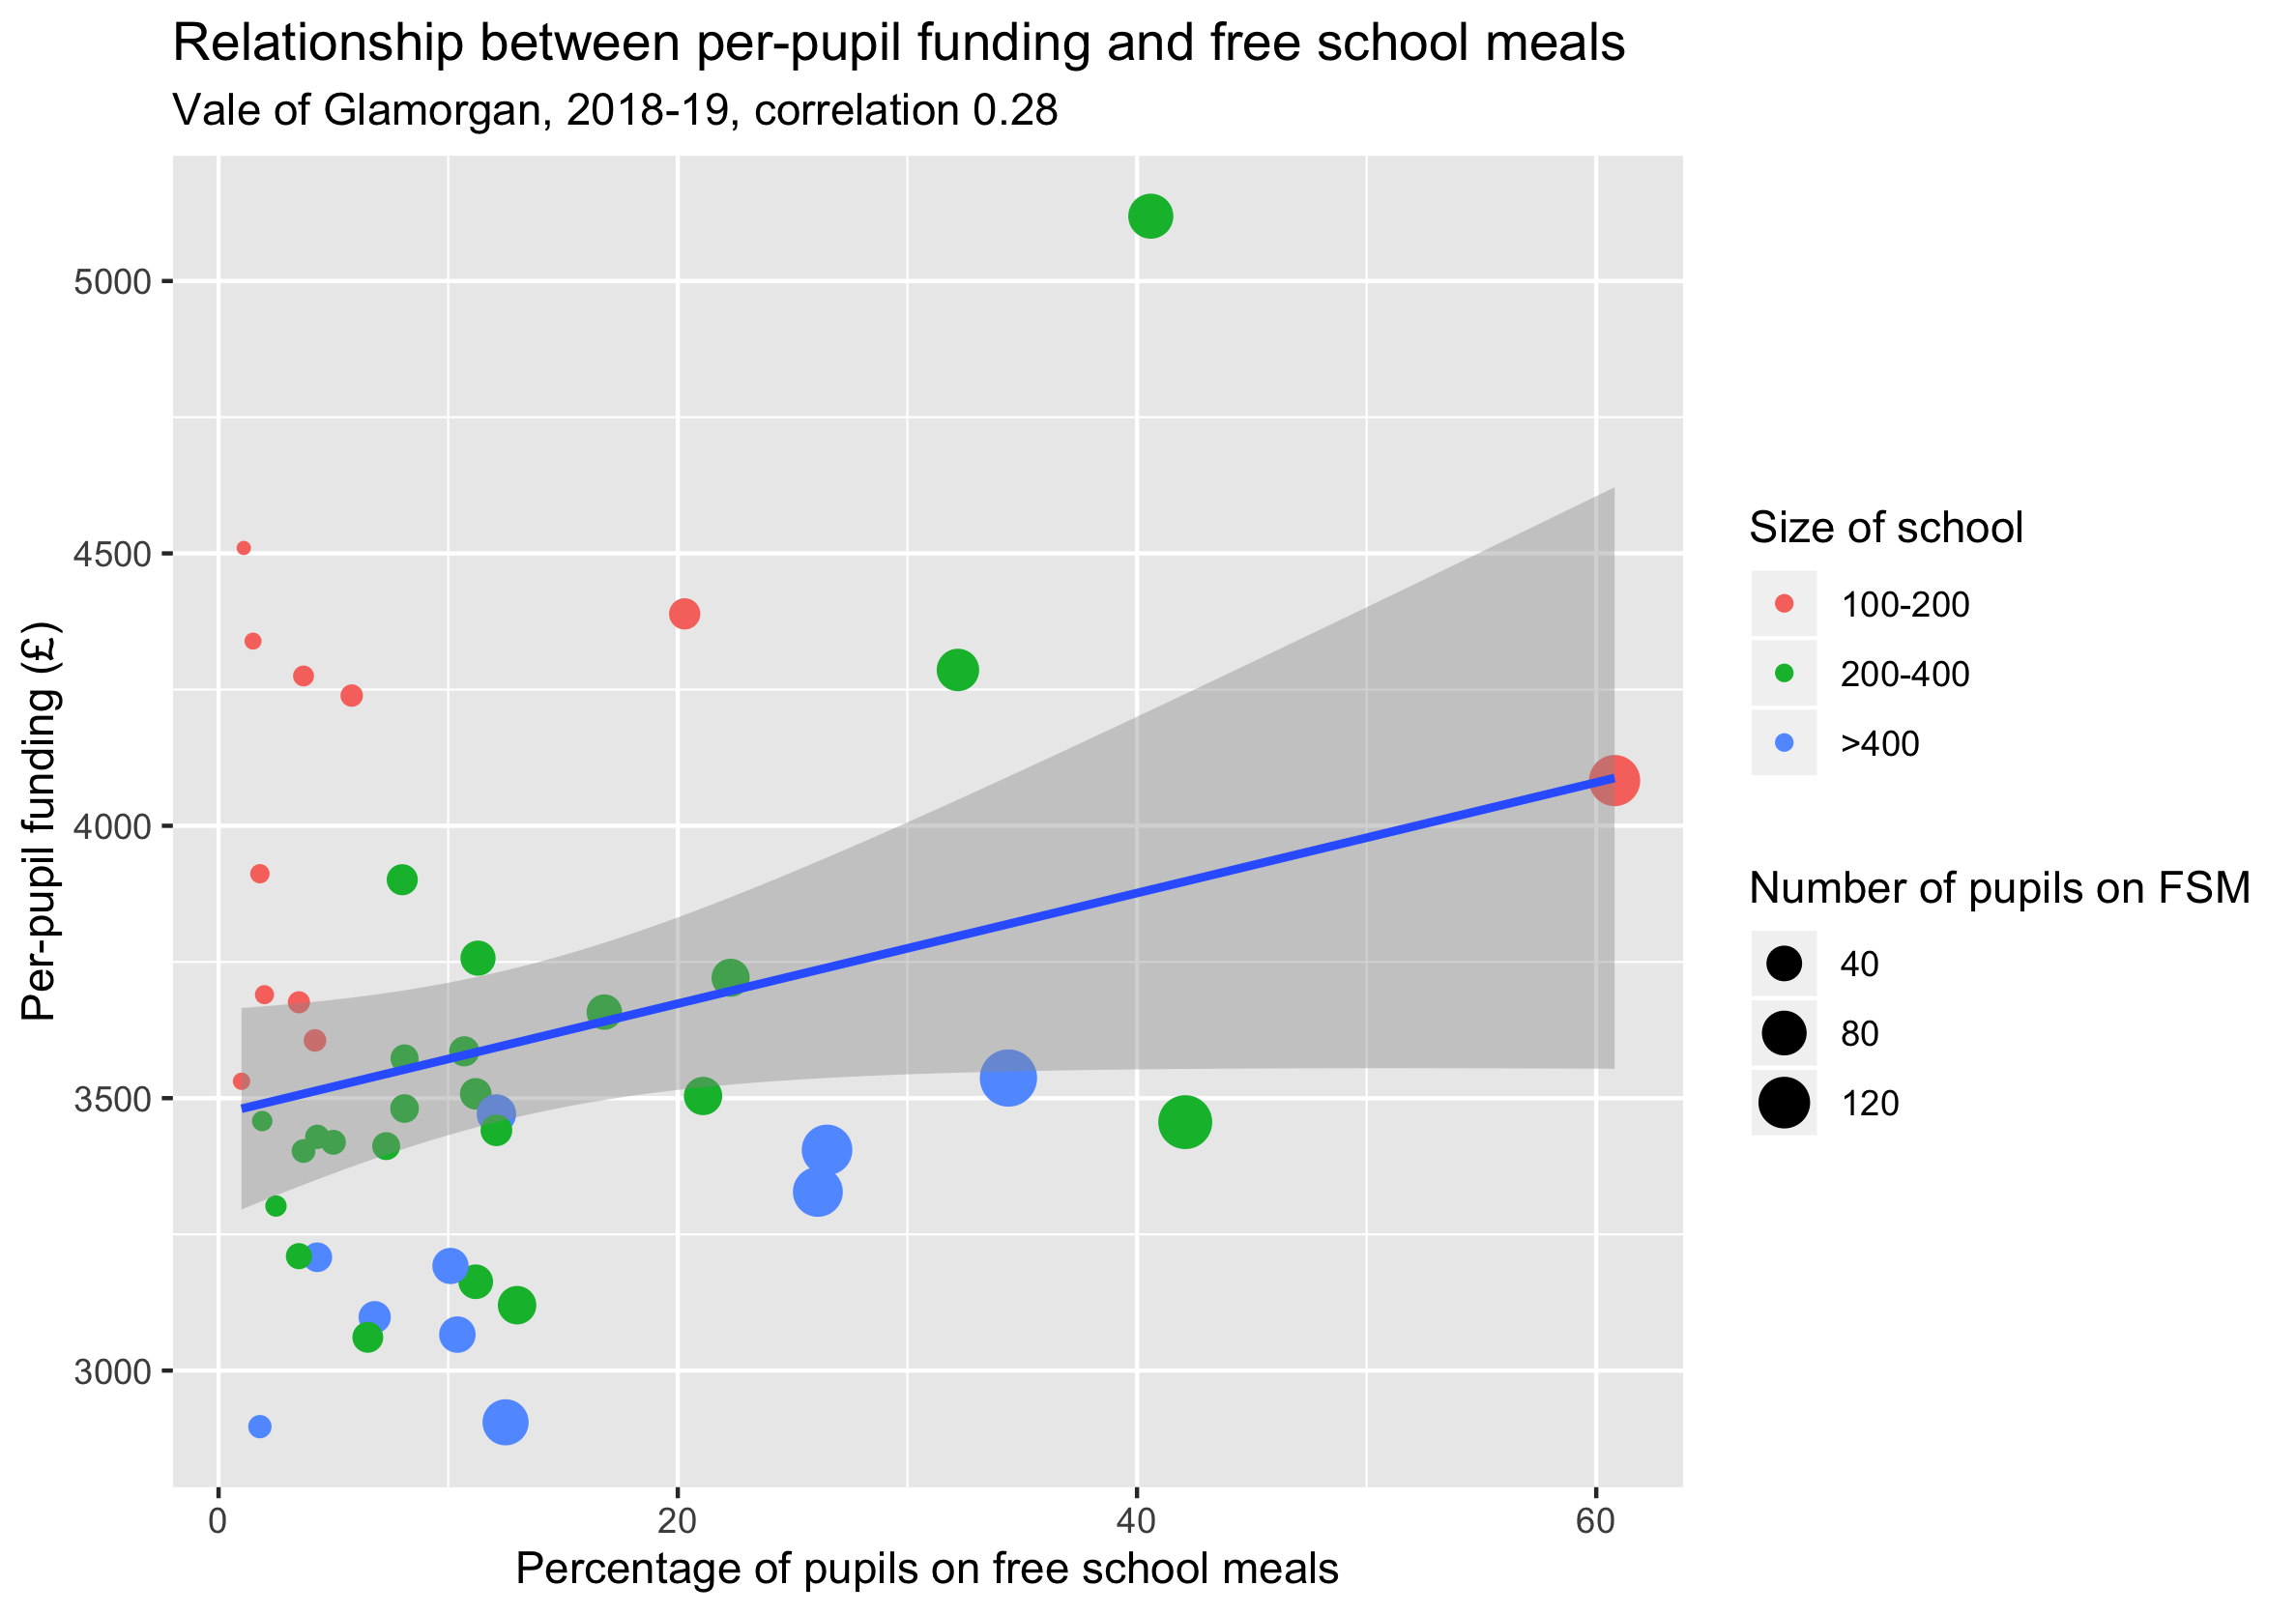 Relationship between per-pupil funding and free school meals
Vale of Glamorgan, 2018-19, correlation 0.28
Per-pupil funding (£)
5000
4500
4000
3500
3000
0
20
40
60
Percentage of pupils on free school meals
Size of school
100-200
200-400
>400
Number of pupils on FSM
40
80
120